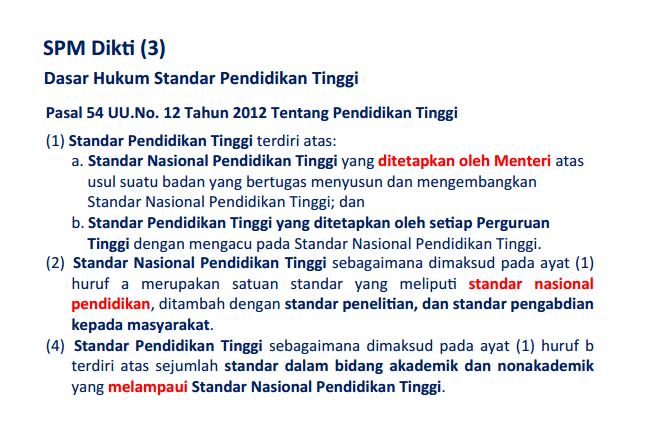 SPM Dikti (3)
Dasar Hukum Standar Pendidikan Tinggi
Pasal 54 UU.No. 12 Tahun 2012 Tentang Pendidikan Tinggi
(1) Standar Pendidikan Tinggi terdiri atas:
a. Standar Nasional Pendidikan Tinggi yang ditetapkan oleh Menteri atas
usul suatu badan yang bertugas menyusun dan mengembangkan
Standar Nasional Pendidikan Tinggi; dan
b. Standar Pendidikan Tinggi yang ditetapkan oleh setiap Perguruan
Tinggi dengan mengacu pada Standar Nasional Pendidikan Tinggi.
(2) Standar Nasional Pendidikan Tinggi sebagaimana dimaksud pada ayat (1)
huruf a merupakan satuan standar yang meliputi standar nasional
pendidikan, ditambah dengan standar penelitian, dan standar pengabdian
kepada masyarakat.
(4) Standar Pendidikan Tinggi sebagaimana dimaksud pada ayat (1) huruf b
terdiri atas sejumlah standar dalam bidang akademik dan nonakademik
yang melampaui Standar Nasional Pendidikan Tinggi.